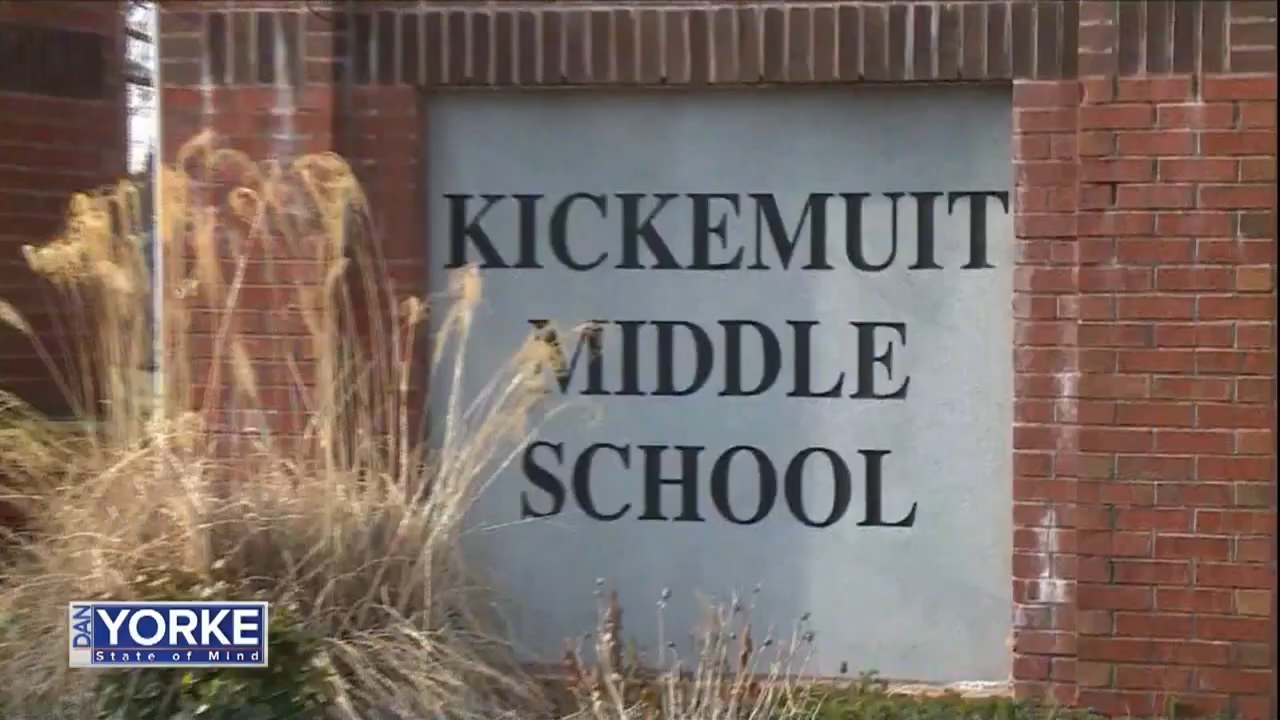 KICKEMUIT
MIDDLE
SCHOOL
DAN
YORKE
State of Mind